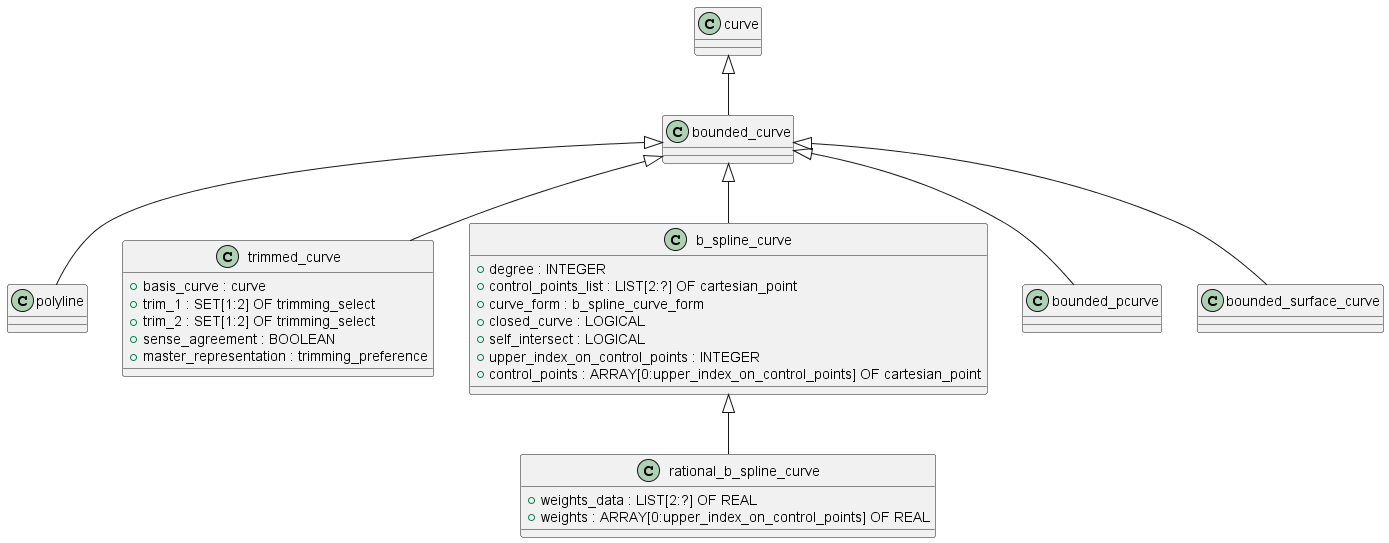 C curve
C bounded_curve
C polyline
C trimmed_curve
basis_curve : curve
trim_1 : SET[1:2] OF trimming_select
trim_2 : SET[1:2] OF trimming_select
sense_agreement : BOOLEAN
master_representation : trimming_preference
C b_spline_curve
degree : INTEGER
control_points_list : LIST[2:?] OF cartesian_point
curve_form : b_spline_curve_form
closed_curve : LOGICAL
self_intersect : LOGICAL
upper_index_on_control_points : INTEGER
control_points : ARRAY[0:upper_index_on_control_points] OF cartesian_point
C bounded_pcurve
C bounded_surface_curve
C rational_b_spline_curve
weights_data : LIST[2:?] OF REAL
weights : ARRAY[0:upper_index_on_control_points] OF REAL